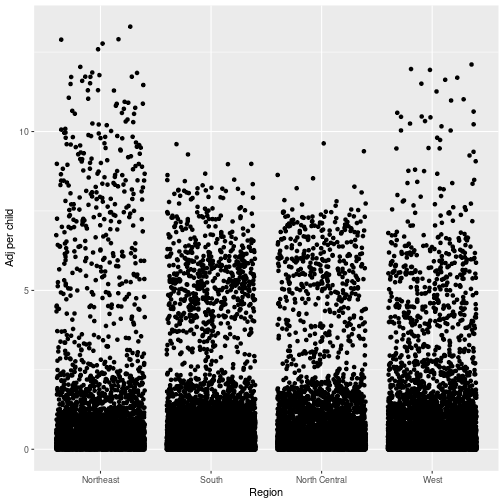 10
5
0
Adj per child
Northeast
South
North Central
West
Region